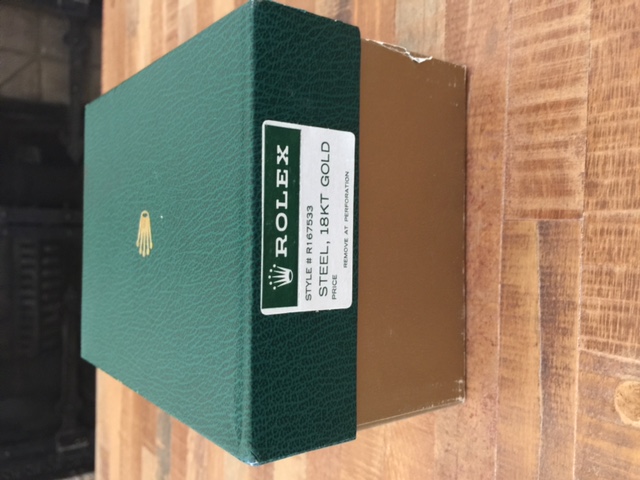 ROLEX
STYLE # R167533
STEEL, 18KT GOLD
PRICE
REMOVE AT PERFORATION